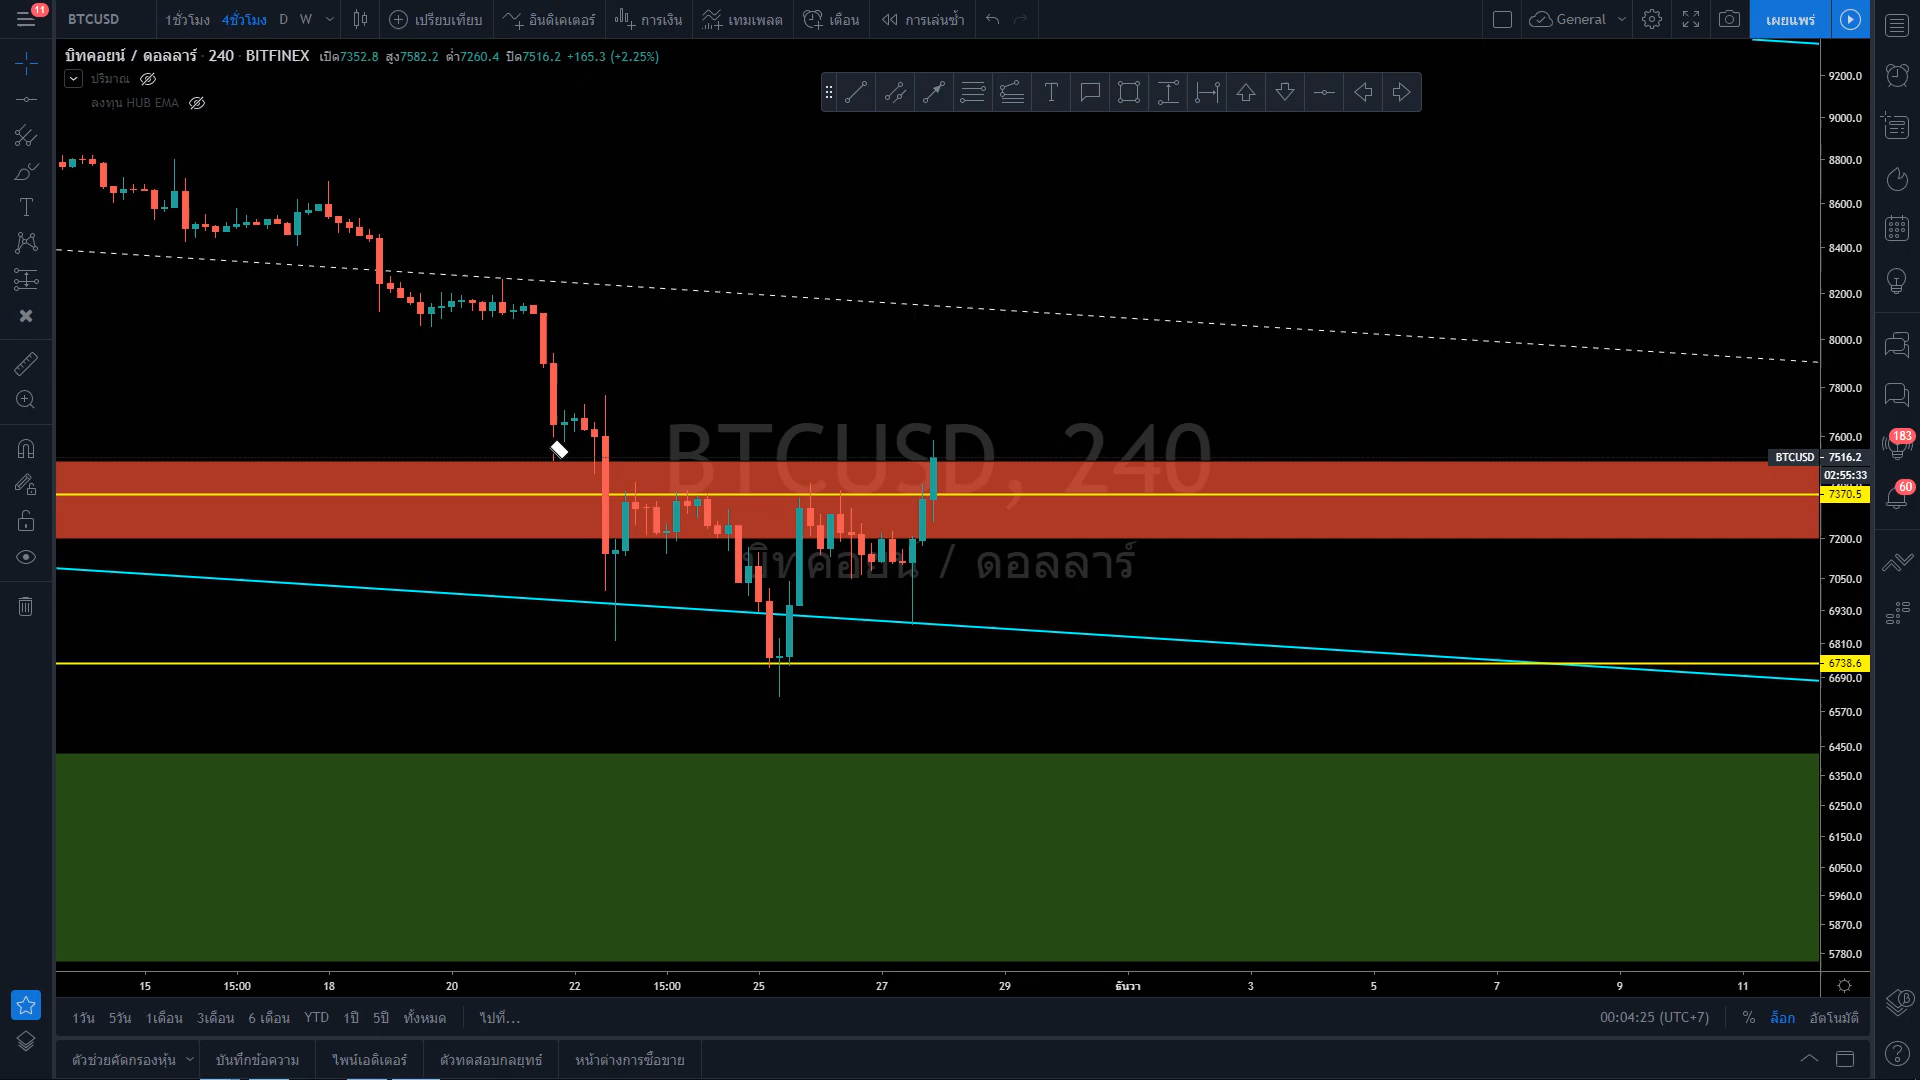 11
BTCUSD
1ชั่วโมง 4ชั่วโมง D W
เปรียบเทียบ
อินดิเคเตอร์
การเงิน
เทมเพลต
เตือน
การเล่นซ้ำ
General
เผยแพร่
บิทคอยน์ / ดอลลาร์ · 240 · BITFINEX เปิด7352.8 สูง7582.2 ต่ำ7260.4 ปิด7516.2 +165.3 (+2.25%)
ปริมาณ
ลงทุน HUB EMA
BTCUSD, 240
บิทคอยน์ / ดอลลาร์
9200.0
9000.0
8800.0
8600.0
8400.0
8200.0
8000.0
7800.0
7600.0
BTCUSD 7516.2
02:55:33
7370.5
7200.0
7050.0
6930.0
6810.0
6738.6
6690.0
6570.0
6450.0
6350.0
6250.0
6150.0
6050.0
5960.0
5870.0
5780.0
183
60
15 15:00 18 20 22 15:00 25 27 29 ธันวา 3 5 7 9 11
1วัน 5วัน 1เดือน 3เดือน 6 เดือน YTD 1ปี 5ปี ทั้งหมด ไปที่...
00:04:25 (UTC+7) % ล็อก อัตโนมัติ
ตัวช่วยคัดกรองหุ้น บันทึกข้อความ ไพน์เอดิเตอร์ ตัวทดสอบกลยุทธ์ หน้าต่างการซื้อขาย